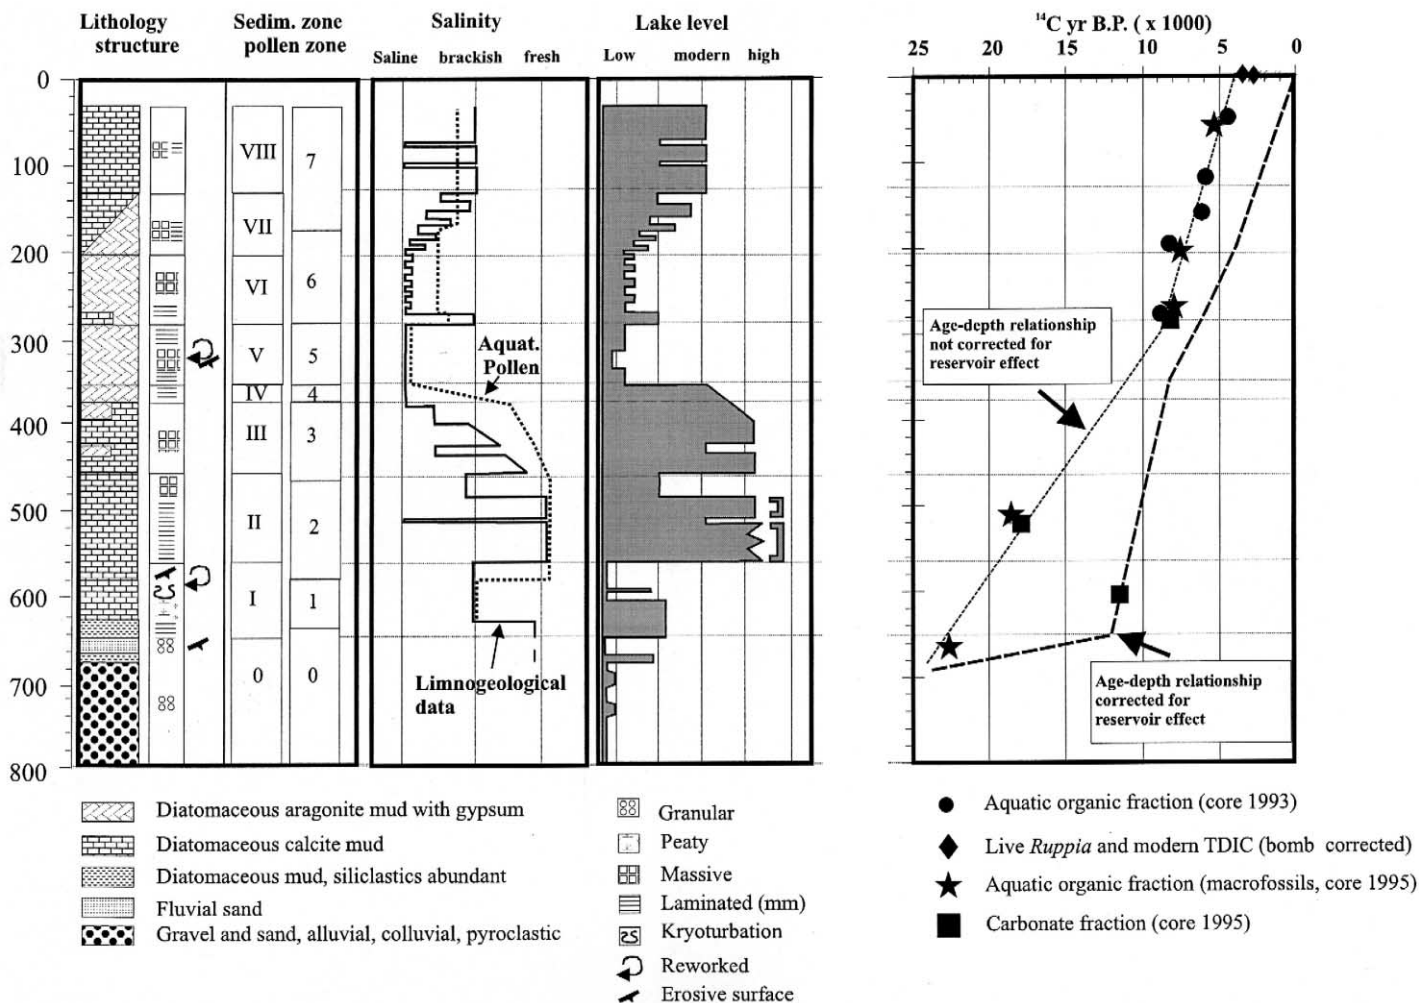 Lithology
structure
Sedim. zone
pollen zone
Salinity
Saline brackish fresh
Lake level
Low modern high
¹⁴C yr B.P. ( x 1000)
25 20 15 10 5 0
0
100
200
300
400
500
600
700
800
VIII
VII
VI
V
IV
III
II
I
0
7
6
5
4
3
2
1
0
Aquat.
Pollen
Limnogeological
data
Age-depth relationship
not corrected for
reservoir effect
Age-depth relationship
corrected for
reservoir effect
Diatomaceous aragonite mud with gypsum
Diatomaceous calcite mud
Diatomaceous mud, siliclastics abundant
Fluvial sand
Gravel and sand, alluvial, colluvial, pyroclastic
Granular
Peaty
Massive
Laminated (mm)
Kryoturbation
Reworked
Erosive surface
Aquatic organic fraction (core 1993)
Live Ruppia and modern TDIC (bomb corrected)
Aquatic organic fraction (macrofossils, core 1995)
Carbonate fraction (core 1995)